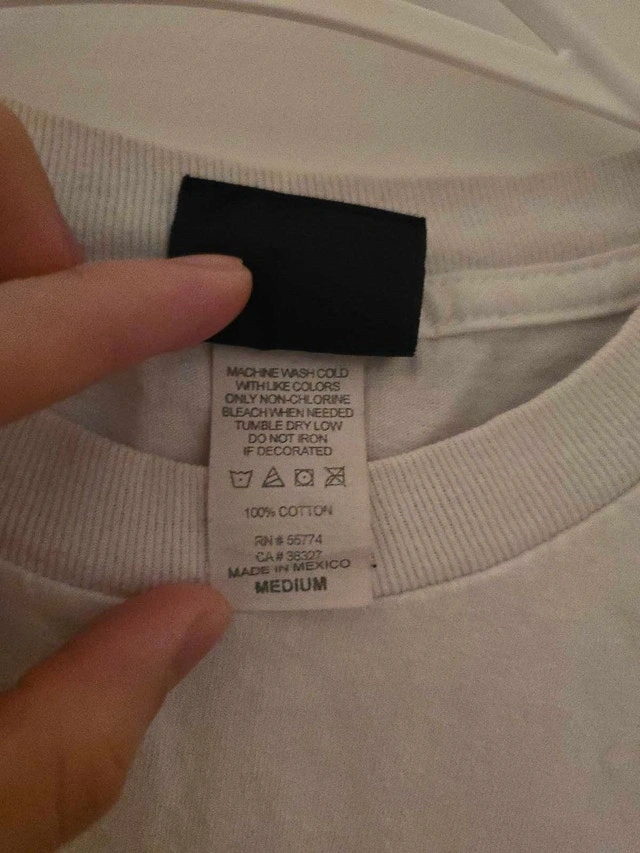 MACHINE WASH COLD
WITH LIKE COLORS
ONLY NON-CHLORINE
BLEACH WHEN NEEDED
TUMBLE DRY LOW
DO NOT IRON
IF DECORATED
100% COTTON
RN # 55774
CA # 38327
MADE IN MEXICO
MEDIUM